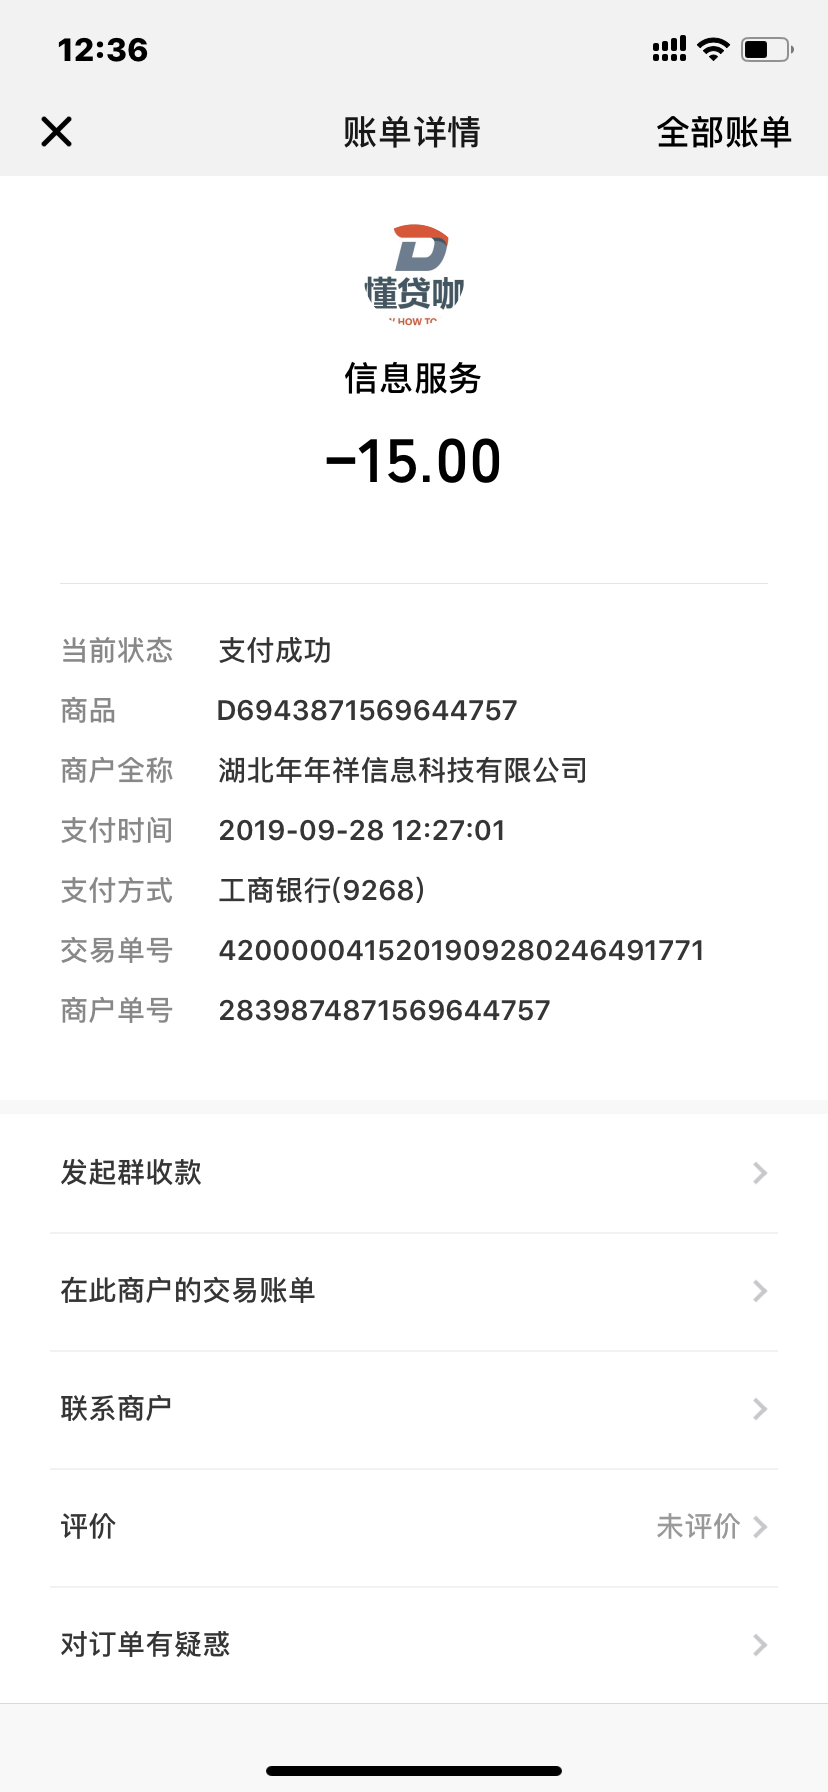 12:36
账单详情 全部账单
懂贷咖
HOW TO
信息服务
-15.00
当前状态 支付成功
商品 D6943871569644757
商户全称 湖北年年祥信息科技有限公司
支付时间 2019-09-28 12:27:01
支付方式 工商银行(9268)
交易单号 4200000415201909280246491771
商户单号 2839874871569644757
发起群收款
在此商户的交易账单
联系商户
评价 未评价
对订单有疑惑